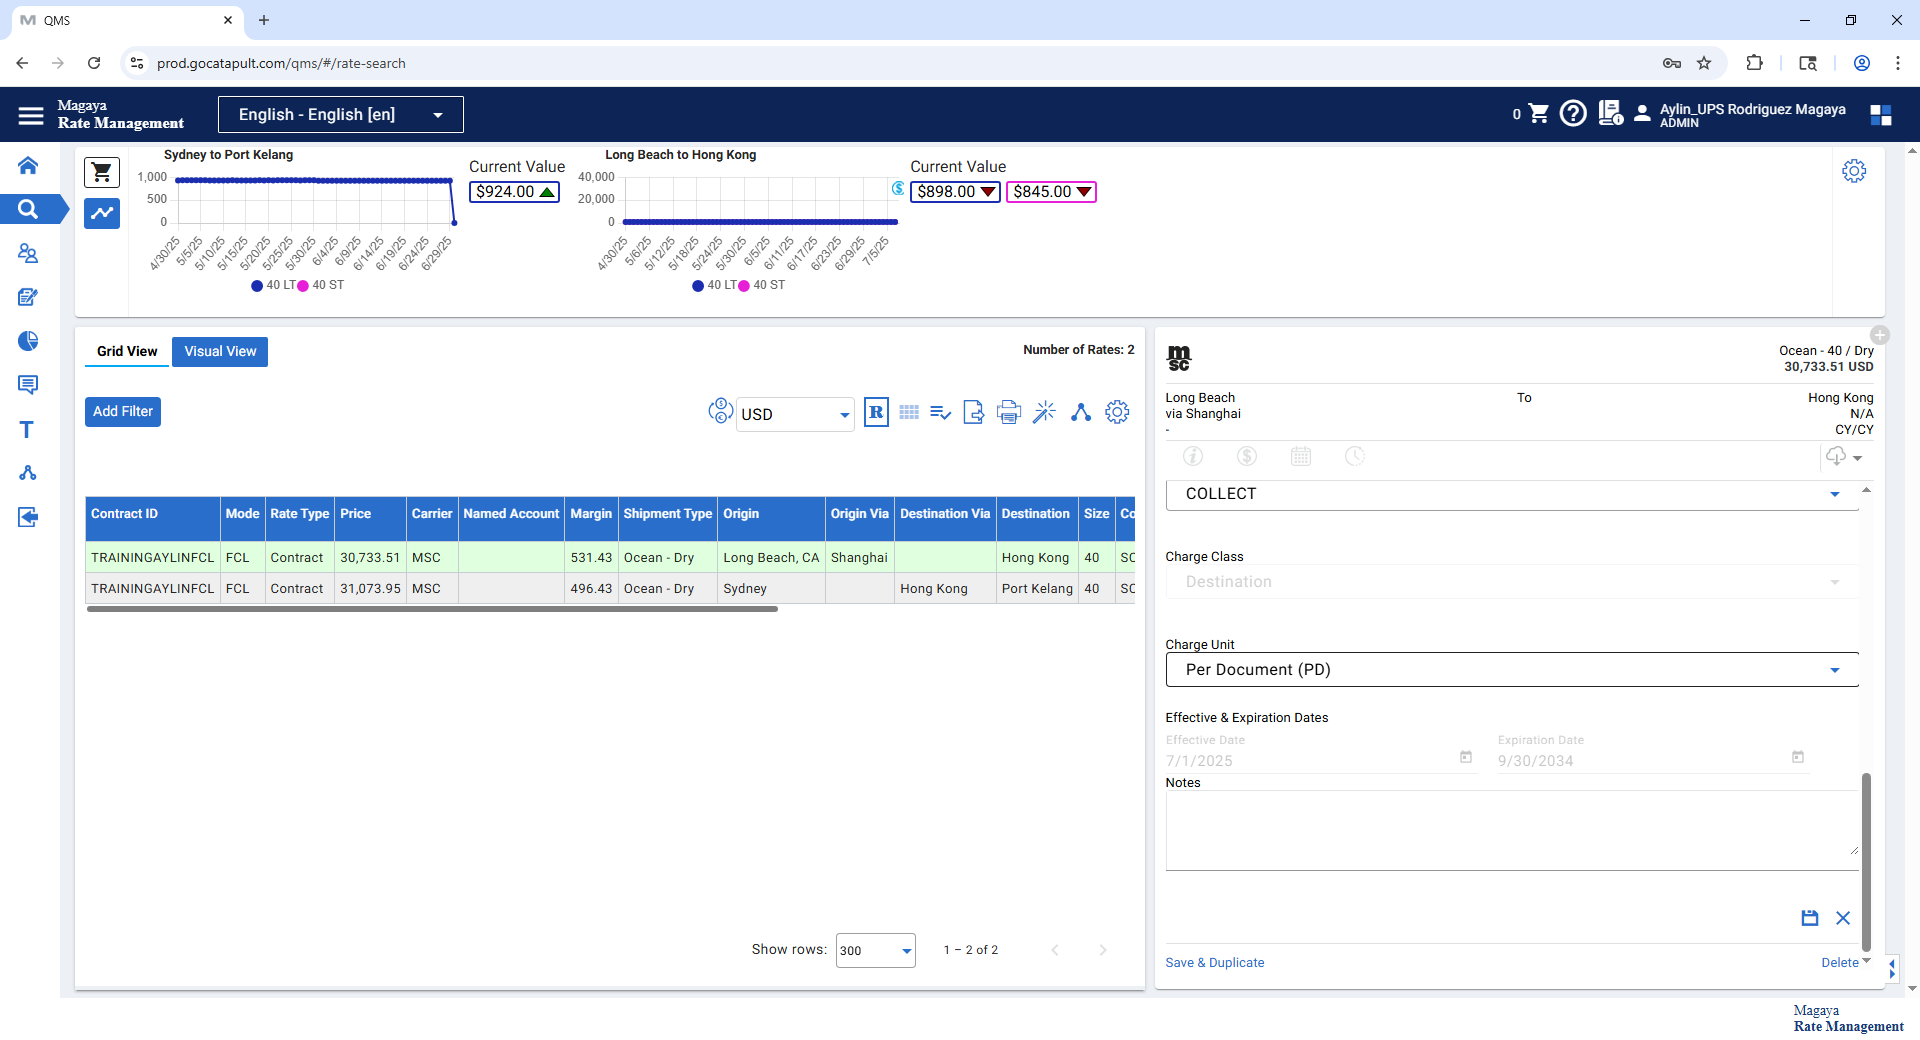 QMS
prod.gocatapult.com/qms/#/rate-search
Magaya
Rate Management
English - English [en]
0
Aylin_UPS Rodriguez Magaya
ADMIN
Sydney to Port Kelang
1,000
500
0
4/30/25
5/5/25
5/10/25
5/15/25
5/20/25
5/25/25
5/30/25
6/4/25
6/9/25
6/14/25
6/19/25
6/24/25
6/29/25
40 LT
40 ST
Current Value
$924.00
Long Beach to Hong Kong
40,000
20,000
0
4/30/25
5/6/25
5/12/25
5/18/25
5/24/25
5/30/25
6/5/25
6/11/25
6/17/25
6/23/25
6/29/25
7/5/25
40 LT
40 ST
Current Value
$898.00
$845.00
Grid View
Visual View
Number of Rates: 2
Add Filter
USD
R
Contract ID Mode Rate Type Price Carrier Named Account Margin Shipment Type Origin Origin Via Destination Via Destination Size Co
TRAININGAYLINFCL FCL Contract 30,733.51 MSC 531.43 Ocean - Dry Long Beach, CA Shanghai Hong Kong 40 SC
TRAININGAYLINFCL FCL Contract 31,073.95 MSC 496.43 Ocean - Dry Sydney Hong Kong Port Kelang 40 SC
Show rows: 300 1 – 2 of 2
msc
Ocean - 40 / Dry
30,733.51 USD
Long Beach To Hong Kong
via Shanghai N/A
- CY/CY
COLLECT
Charge Class
Destination
Charge Unit
Per Document (PD)
Effective & Expiration Dates
Effective Date Expiration Date
7/1/2025 9/30/2034
Notes
Save & Duplicate Delete
Magaya
Rate Management